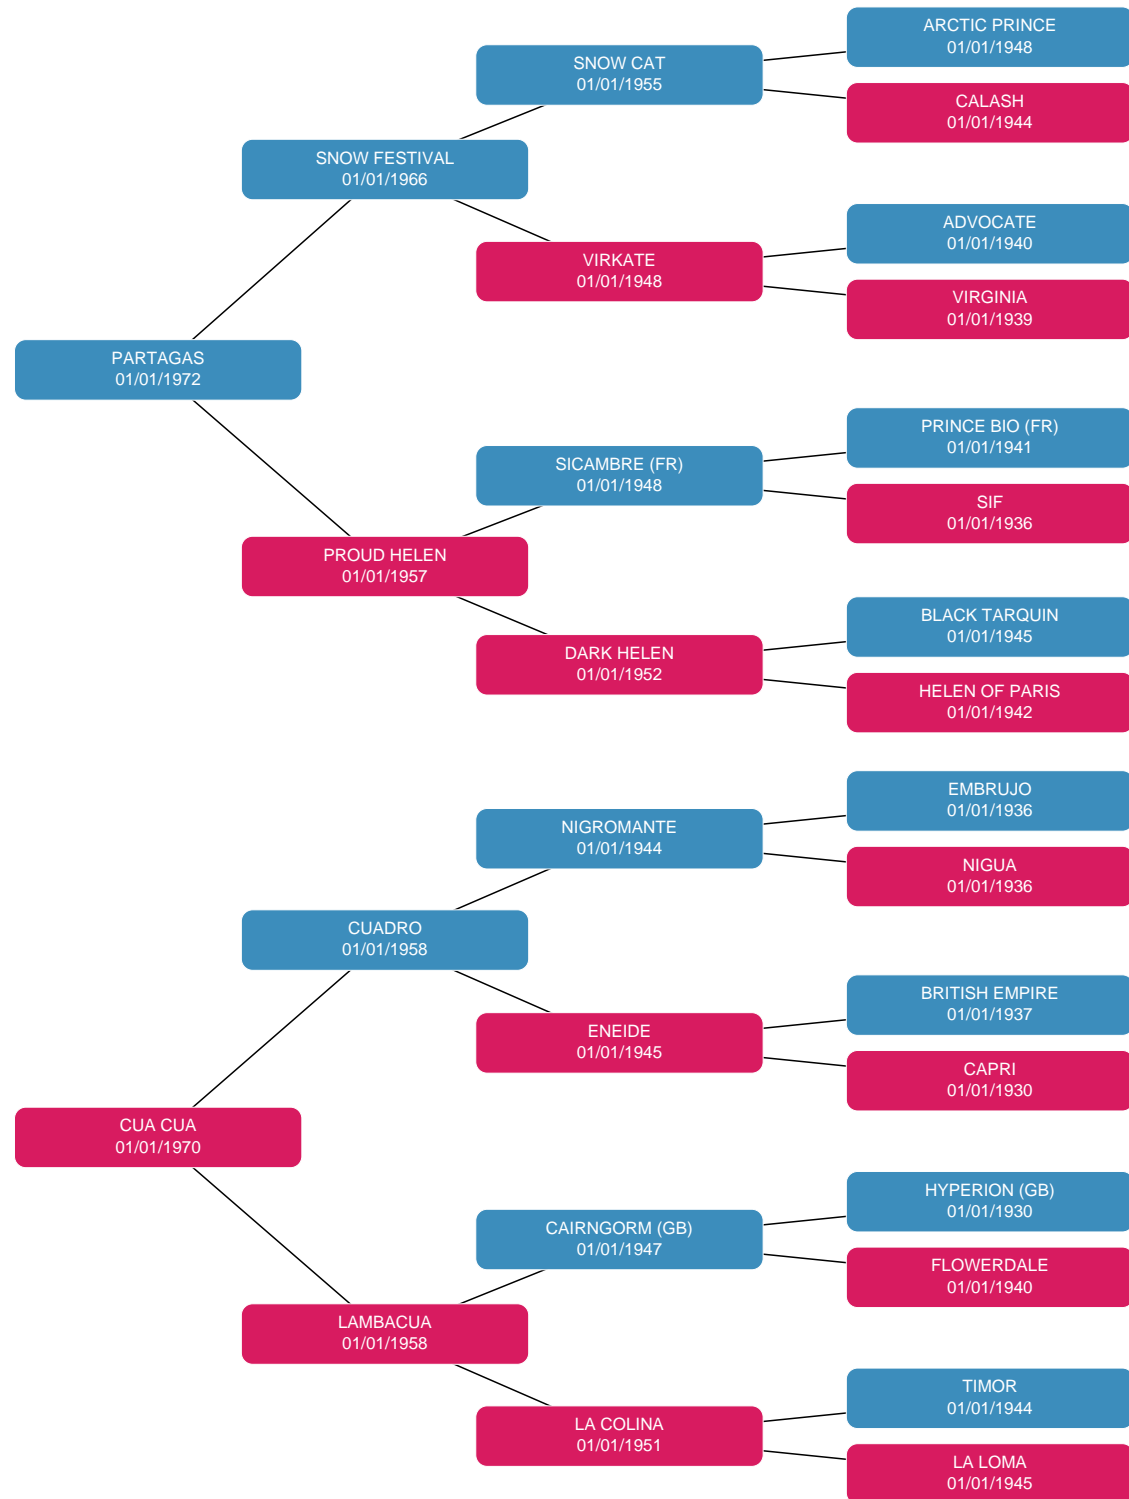 ARCTIC PRINCE
01/01/1948
SNOW CAT
01/01/1955
CALASH
01/01/1944
SNOW FESTIVAL
01/01/1966
ADVOCATE
01/01/1940
VIRKATE
01/01/1948
VIRGINIA
01/01/1939
PARTAGAS
01/01/1972
PRINCE BIO (FR)
01/01/1941
SICAMBRE (FR)
01/01/1948
SIF
01/01/1936
PROUD HELEN
01/01/1957
BLACK TARQUIN
01/01/1945
DARK HELEN
01/01/1952
HELEN OF PARIS
01/01/1942
EMBRUJO
01/01/1936
NIGROMANTE
01/01/1944
NIGUA
01/01/1936
CUADRO
01/01/1958
BRITISH EMPIRE
01/01/1937
ENEIDE
01/01/1945
CAPRI
01/01/1930
CUA CUA
01/01/1970
HYPERION (GB)
01/01/1930
CAIRNGORM (GB)
01/01/1947
FLOWERDALE
01/01/1940
LAMBACUA
01/01/1958
TIMOR
01/01/1944
LA COLINA
01/01/1951
LA LOMA
01/01/1945